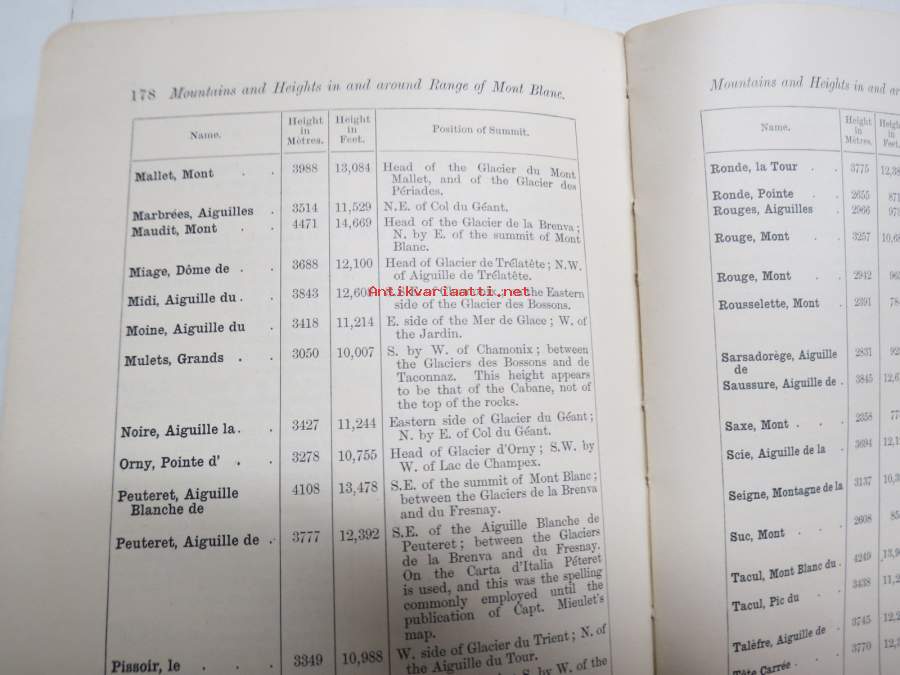 178 Mountains and Heights in and around Range of Mont Blanc.
Name. Height in Mètres. Height in Feet. Position of Summit.
Mallet, Mont . . 3988 13,084 Head of the Glacier du Mont
Mallet, and of the Glacier des
Périades.
Marbrées, Aiguilles . 3514 11,529 N.E. of Col du Géant.
Maudit, Mont . . 4471 14,669 Head of the Glacier de la Brenva;
N. by E. of the summit of Mont
Blanc.
Miage, Dôme de . . 3688 12,100 Head of Glacier de Trélatête; N.W.
of Aiguille de Trélatête.
Midi, Aiguille du . . 3843 the Eastern
side of the Glacier des Bossons.
Antikvariaatti.net
Moine, Aiguille du . 3418 11,214 E. side of the Mer de Glace; W. of
the Jardin.
Mulets, Grands . . 3050 10,007 S. by W. of Chamonix; between
the Glaciers des Bossons and de
Taconnaz. This height appears
to be that of the Cabane, not of
the top of the rocks.
Noire, Aiguille la . . 3427 11,244 Eastern side of Glacier du Géant;
N. by E. of Col du Géant.
Orny, Pointe d' . . 3278 10,755 Head of Glacier d'Orny; S.W. by
W. of Lac de Champex.
Peuteret, Aiguille 4108 13,478 S.E. of the summit of Mont Blanc;
Blanche de between the Glaciers de la Brenva
and du Fresnay.
Peuteret, Aiguille de . 3777 12,392 S.E. of the Aiguille Blanche de
Peuteret; between the Glaciers
de la Brenva and du Fresnay.
On the Carta d'Italia Péteret
is used, and this was the spelling
commonly employed until the
publication of Capt. Mieulet's
map.
Pissoir, le . . . 3349 10,988 W. side of Glacier du Trient; N. of
the Aiguille du Tour.
S. by W. of the
Mountains and Heights in and
Name. Height in Mètres. Height in Feet.
Ronde, la Tour . . 3775
Ronde, Pointe . 2655
Rouges, Aiguilles . 2966
Rouge, Mont . . 3257
Rouge, Mont . . 2942
Rousselette, Mont . 2391
Sarsadorège, Aiguille 2831
de
Saussure, Aiguille de . 3845
Saxe, Mont . . . 2358
Scie, Aiguille de la . 3694
Seigne, Montagne de la 3137
Suc, Mont . . . 2608
Tacul, Mont Blanc du . 4249
Tacul, Pic du . 3438
Talèfre, Aiguille de . 3745
Tête Carrée . . 3770